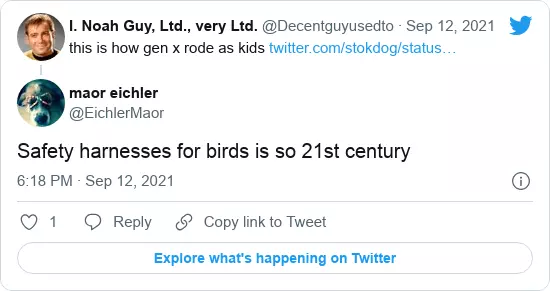 I. Noah Guy, Ltd., very Ltd. @Decentguyusedto · Sep 12, 2021
this is how gen x rode as kids twitter.com/stokdog/status…
maor eichler
@EichlerMaor
Safety harnesses for birds is so 21st century
6:18 PM · Sep 12, 2021
1 Reply Copy link to Tweet
Explore what's happening on Twitter